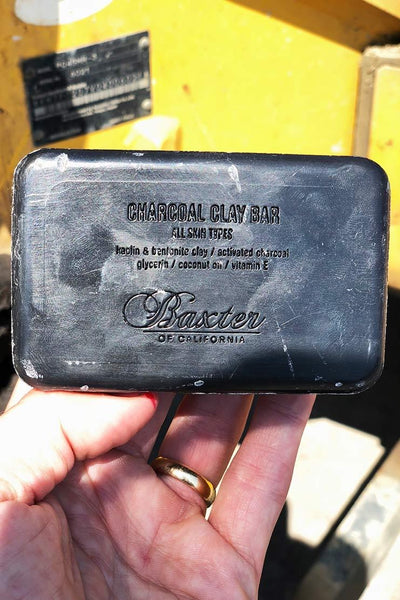 CHARCOAL CLAY BAR
ALL SKIN TYPES
kaolin & bentonite clay / activated charcoal
glycerin / coconut oil / vitamin E
Baxter
OF CALIFORNIA